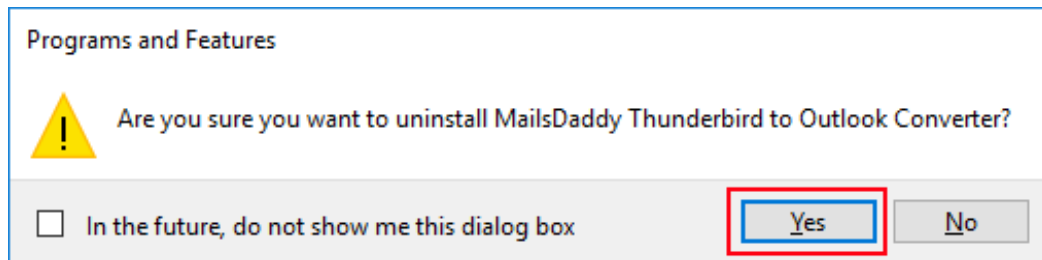 Programs and Features
Are you sure you want to uninstall MailsDaddy Thunderbird to Outlook Converter?
In the future, do not show me this dialog box
Yes
No